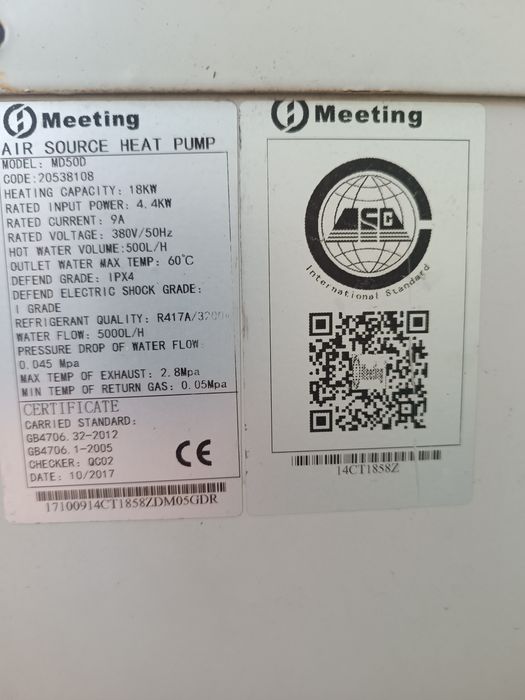 Meeting
AIR SOURCE HEAT PUMP
MODEL: MD50D
CODE:20538108
HEATING CAPACITY: 18KW
RATED INPUT POWER: 4.4KW
RATED CURRENT: 9A
RATED VOLTAGE: 380V/50Hz
HOT WATER VOLUME:500L/H
OUTLET WATER MAX TEMP: 60℃
DEFEND GRADE: IPX4
DEFEND ELECTRIC SHOCK GRADE:
I GRADE
REFRIGERANT QUALITY: R417A/3200
WATER FLOW: 5000L/H
PRESSURE DROP OF WATER FLOW:
0.045 Mpa
MAX TEMP OF EXHAUST: 2.8Mpa
MIN TEMP OF RETURN GAS: 0.05Mpa
CERTIFICATE
CARRIED STANDARD:
GB4706.32-2012
GB4706.1-2005
CHECKER: QC02
DATE: 10/2017
CE
17100914CT1858ZDM05GDR
Meeting
International Standard
14CT1858Z